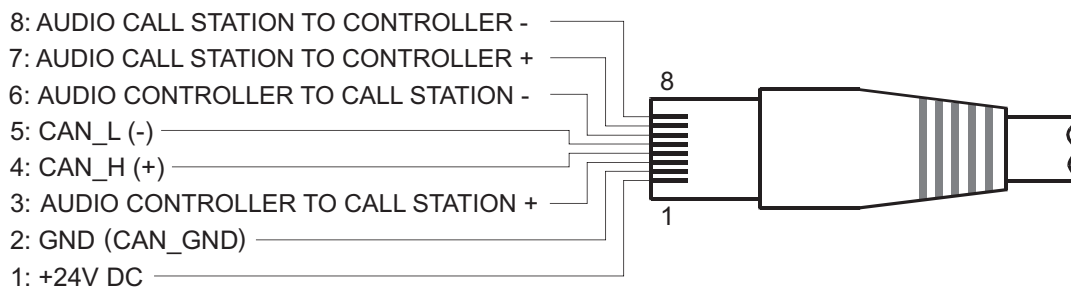 8: AUDIO CALL STATION TO CONTROLLER -
7: AUDIO CALL STATION TO CONTROLLER +
6: AUDIO CONTROLLER TO CALL STATION -
5: CAN_L (-)
4: CAN_H (+)
3: AUDIO CONTROLLER TO CALL STATION +
2: GND (CAN_GND)
1: +24V DC
8
1